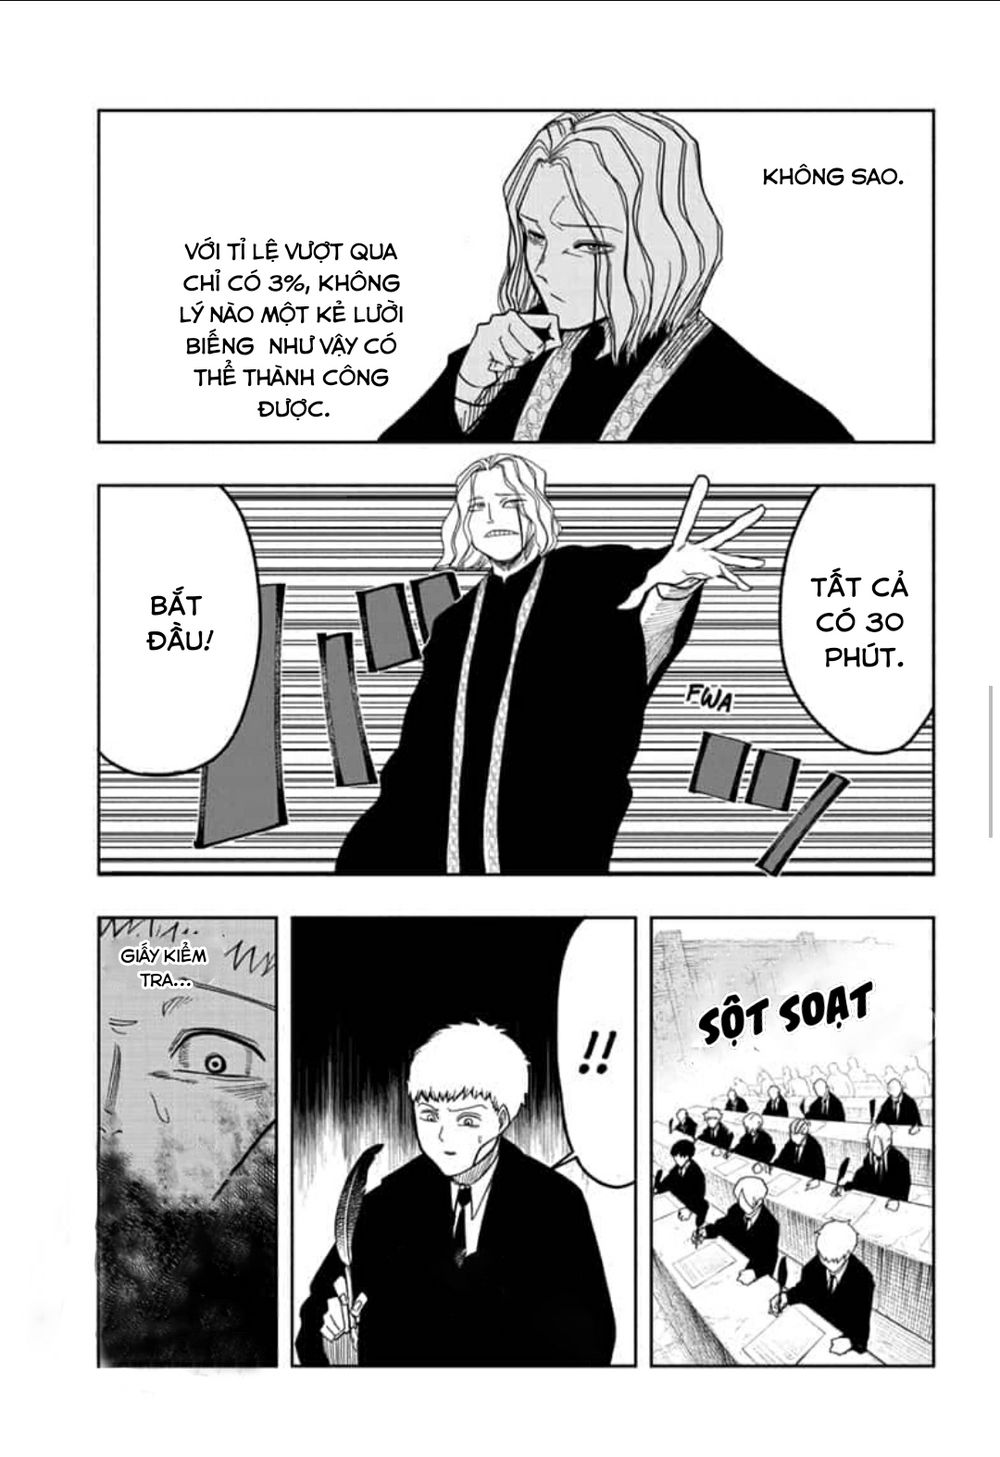 KHÔNG SAO.
VỚI TỈ LỆ VƯỢT QUA
CHỈ CÓ 3%, KHÔNG
LÝ NÀO MỘT KẺ LƯỜI
BIẾNG NHƯ VẬY CÓ
THỂ THÀNH CÔNG
ĐƯỢC.
TẤT CẢ
CÓ 30
PHÚT.
BẮT
ĐẦU!
FWA
SỘT SOẠT
!!
GIẤY KIỂM
TRA...